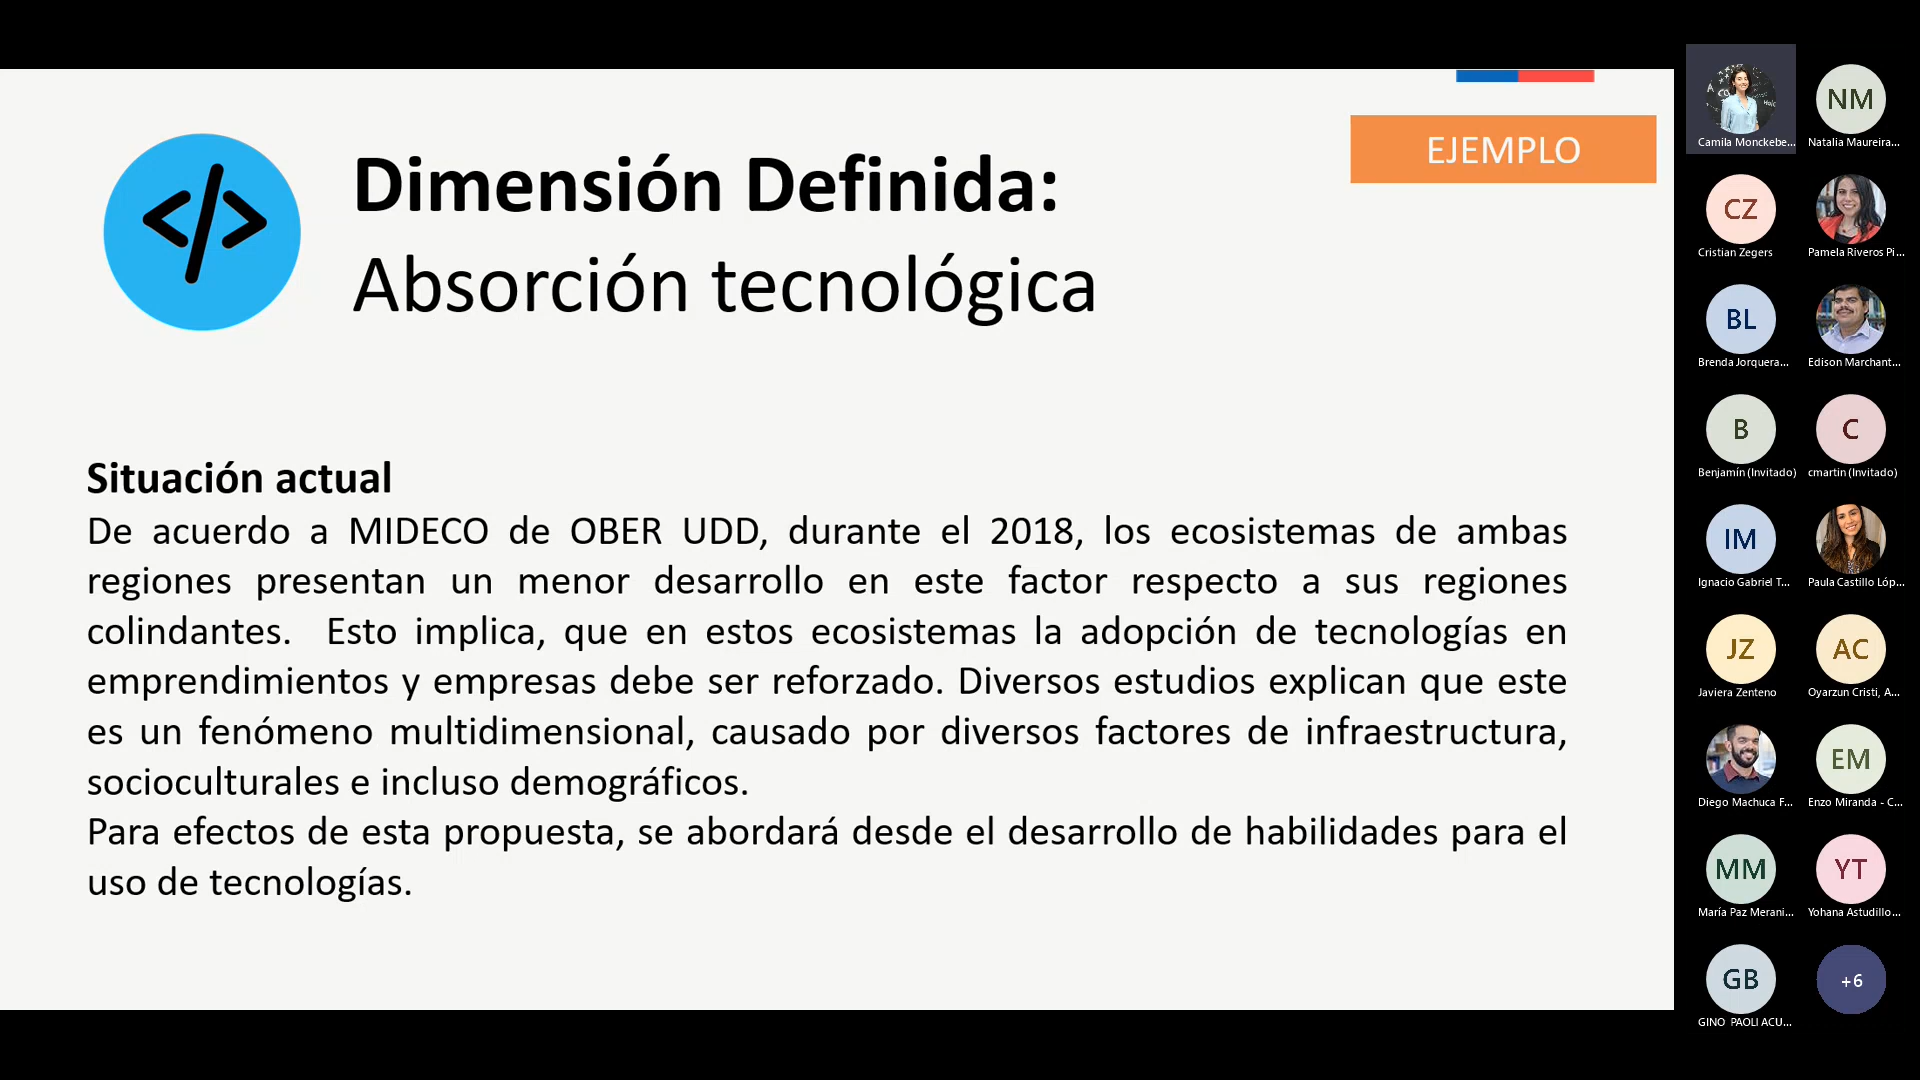 EJEMPLO
Dimensión Definida:
Absorción tecnológica
Situación actual
De acuerdo a MIDECO de OBER UDD, durante el 2018, los ecosistemas de ambas
regiones presentan un menor desarrollo en este factor respecto a sus regiones
colindantes. Esto implica, que en estos ecosistemas la adopción de tecnologías en
emprendimientos y empresas debe ser reforzado. Diversos estudios explican que este
es un fenómeno multidimensional, causado por diversos factores de infraestructura,
socioculturales e incluso demográficos.
Para efectos de esta propuesta, se abordará desde el desarrollo de habilidades para el
uso de tecnologías.
Camila Monckebe...
NM
Natalia Maureira...
CZ
Cristian Zegers
Pamela Riveros Pi...
BL
Brenda Jorquera...
Edison Marchant...
B
Benjamín (Invitado)
C
cmartin (Invitado)
IM
Ignacio Gabriel T...
Paula Castillo Lóp...
JZ
Javiera Zenteno
AC
Oyarzun Cristi, A...
Diego Machuca F...
EM
Enzo Miranda - C...
MM
María Paz Merani...
YT
Yohana Astudillo...
GB
GINO PAOLI ACU...
+6